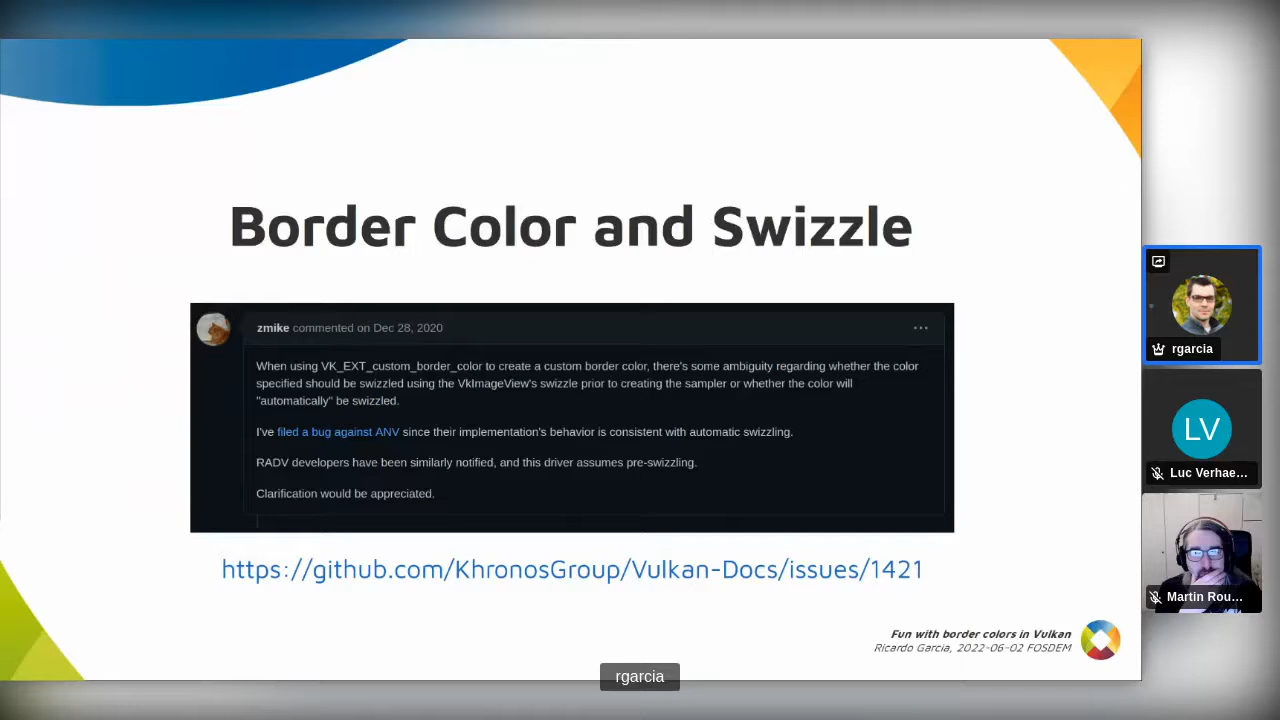 Border Color and Swizzle
zmike commented on Dec 28, 2020
When using VK_EXT_custom_border_color to create a custom border color, there's some ambiguity regarding whether the color
specified should be swizzled using the VkImageView's swizzle prior to creating the sampler or whether the color will
"automatically" be swizzled.
I've filed a bug against ANV since their implementation's behavior is consistent with automatic swizzling.
RADV developers have been similarly notified, and this driver assumes pre-swizzling.
Clarification would be appreciated.
https://github.com/KhronosGroup/Vulkan-Docs/issues/1421
Fun with border colors in Vulkan
Ricardo Garcia, 2022-06-02 FOSDEM
rgarcia
rgarcia
LV
Luc Verhae...
Martin Rou...